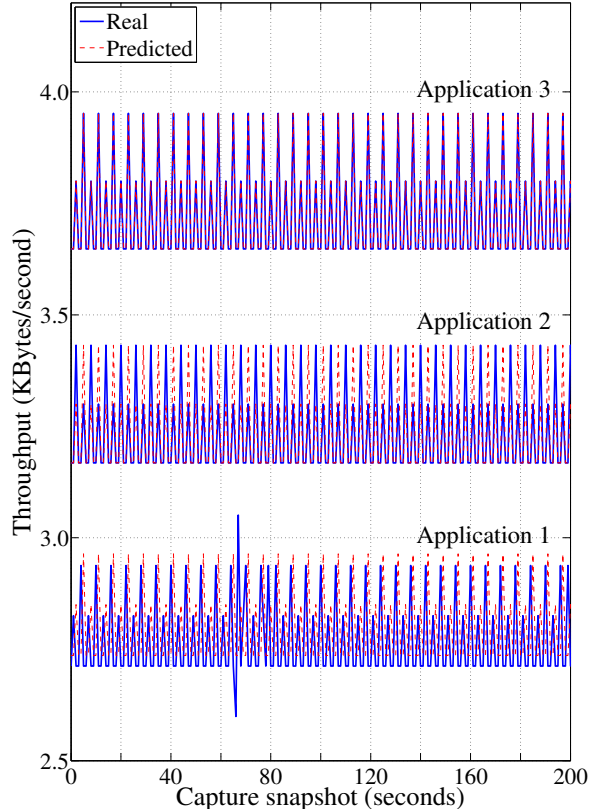 Real
Predicted
Application 3
4.0
3.5
Application 2
Throughput (KBytes/second)
3.0
Application 1
2.5
0 40 80 120 160 200
Capture snapshot (seconds)